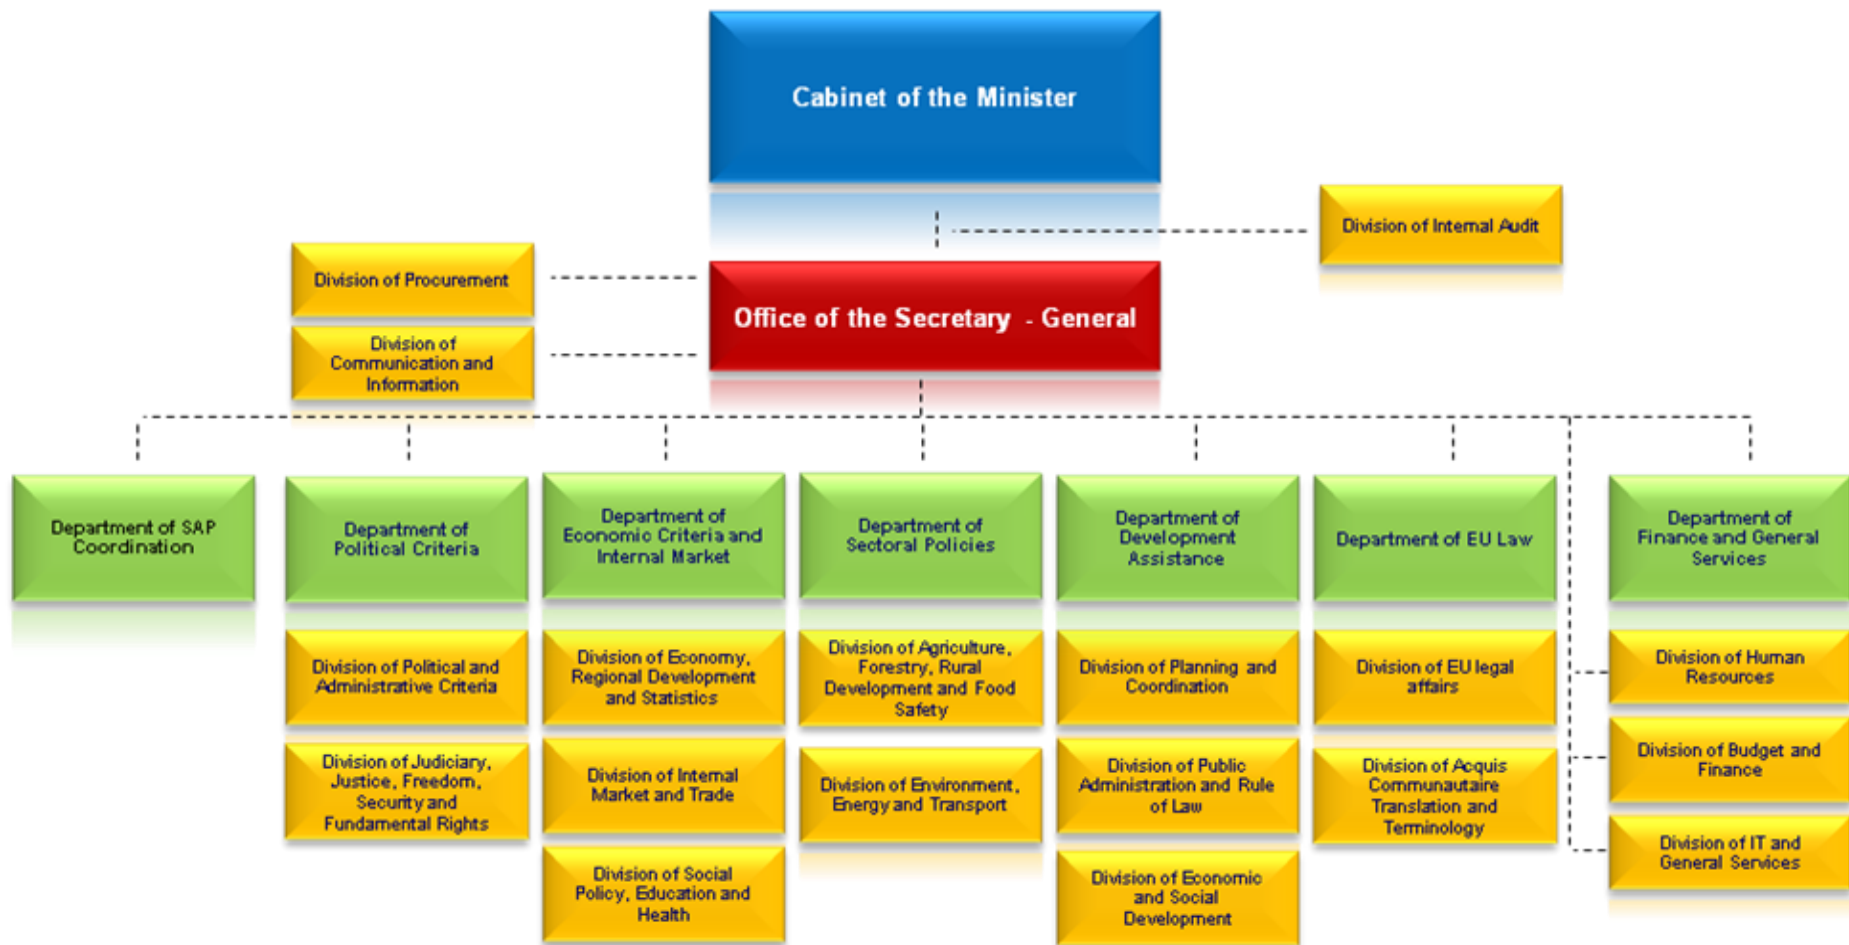 Cabinet of the Minister
Division of Internal Audit
Division of Procurement
Office of the Secretary - General
Division of
Communication and
Information
Department of SAP
Coordination
Department of
Political Criteria
Department of
Economic Criteria and
Internal Market
Department of
Sectoral Policies
Department of
Development
Assistance
Department of EU Law
Department of
Finance and General
Services
Division of Political and
Administrative Criteria
Division of Economy,
Regional Development
and Statistics
Division of Agriculture,
Forestry, Rural
Development and Food
Safety
Division of Planning and
Coordination
Division of EU legal
affairs
Division of Human
Resources
Division of Judiciary,
Justice, Freedom,
Security and
Fundamental Rights
Division of Internal
Market and Trade
Division of Environment,
Energy and Transport
Division of Public
Administration and Rule
of Law
Division of Acquis
Communautaire
Translation and
Terminology
Division of Budget and
Finance
Division of Social
Policy, Education and
Health
Division of Economic
and Social
Development
Division of IT and
General Services